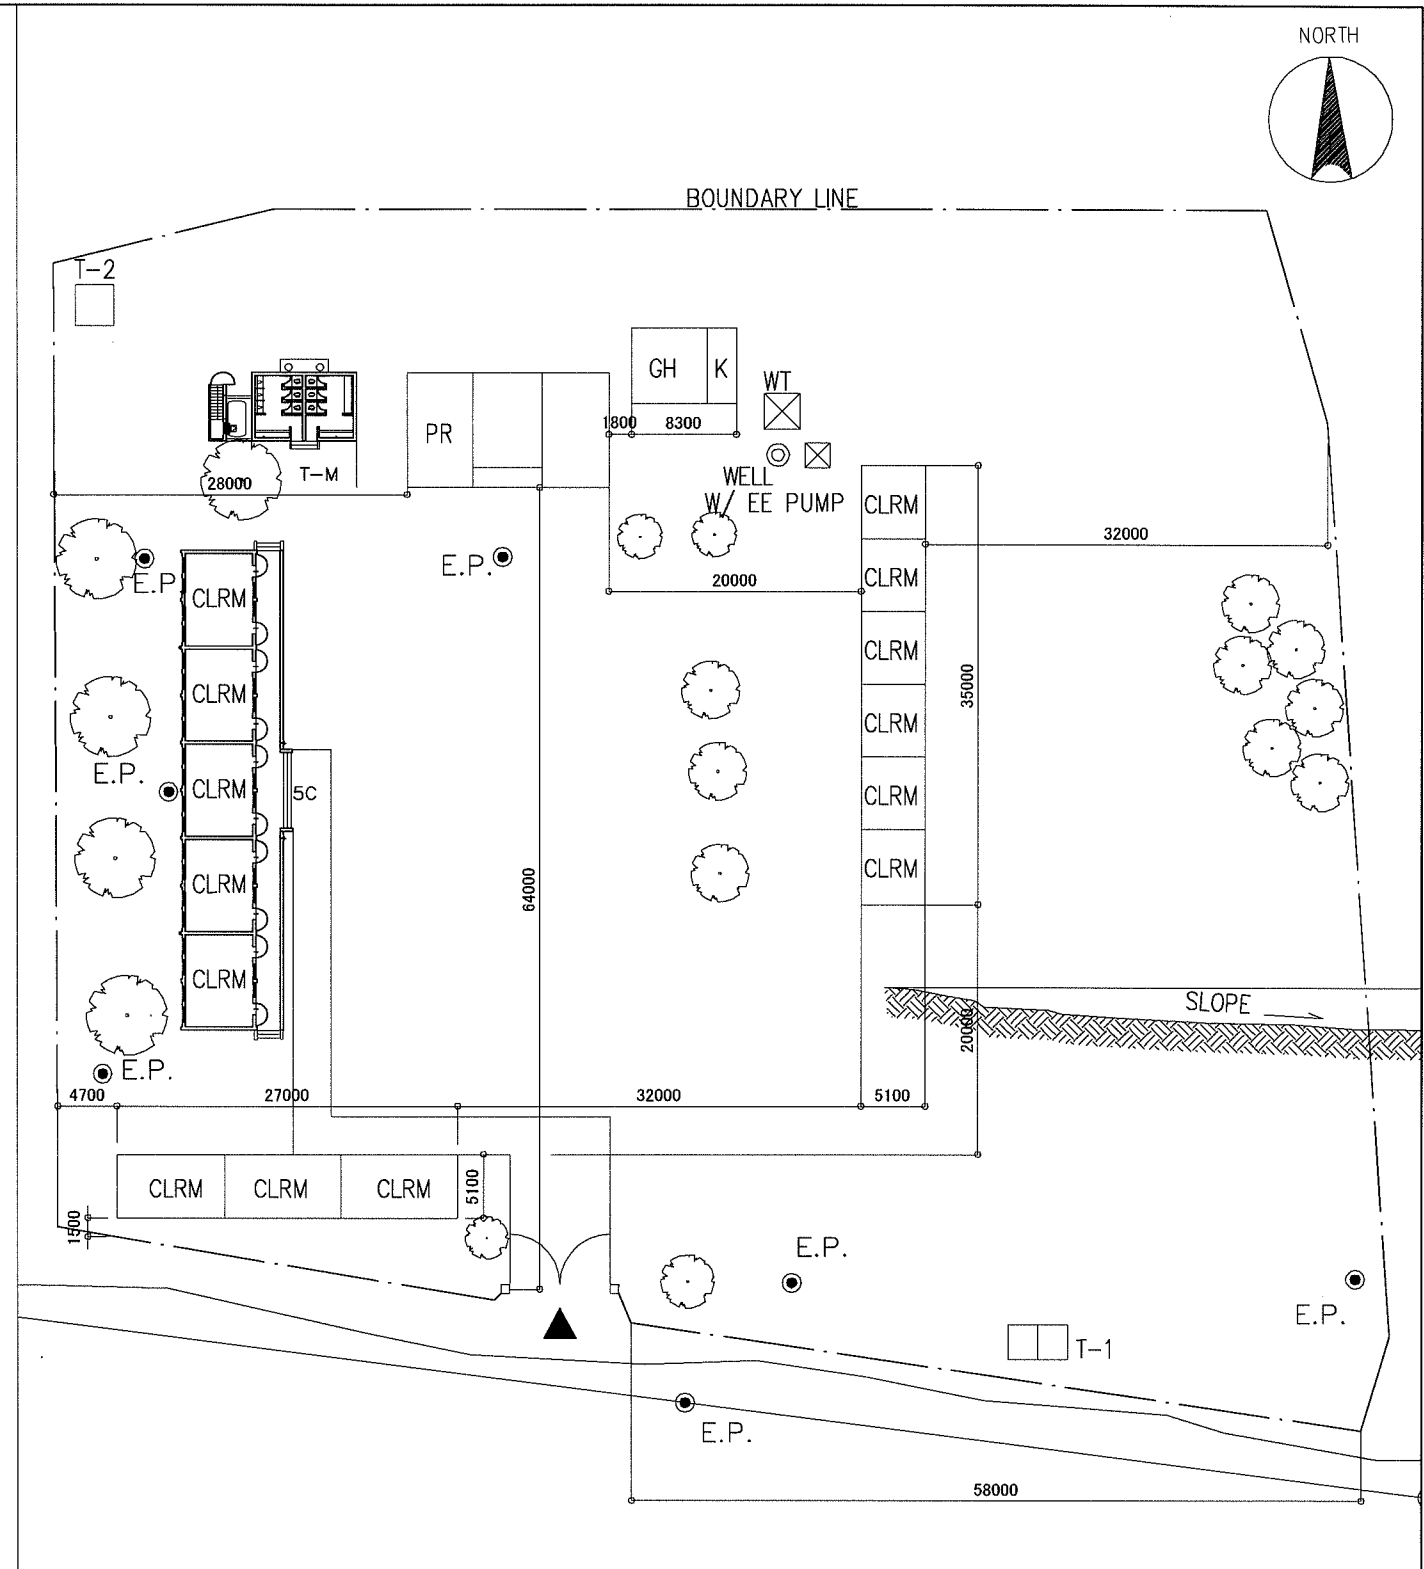 NORTH
BOUNDARY LINE
T-2
GH
K
WT
PR
1800
8300
T-M
28000
WELL
W EE PUMP
CLRM
32000
E.P.
E.P
CLRM
CLRM
20000
CLRM
CLRM
CLRM
35000
E.P.
CLRM
5C
CLRM
CLRM
64000
CLRM
CLRM
CLRM
SLOPE
20000
E.P.
4700
27000
32000
5100
CLRM
CLRM
CLRM
5100
1500
E.P.
E.P.
T-1
E.P.
58000